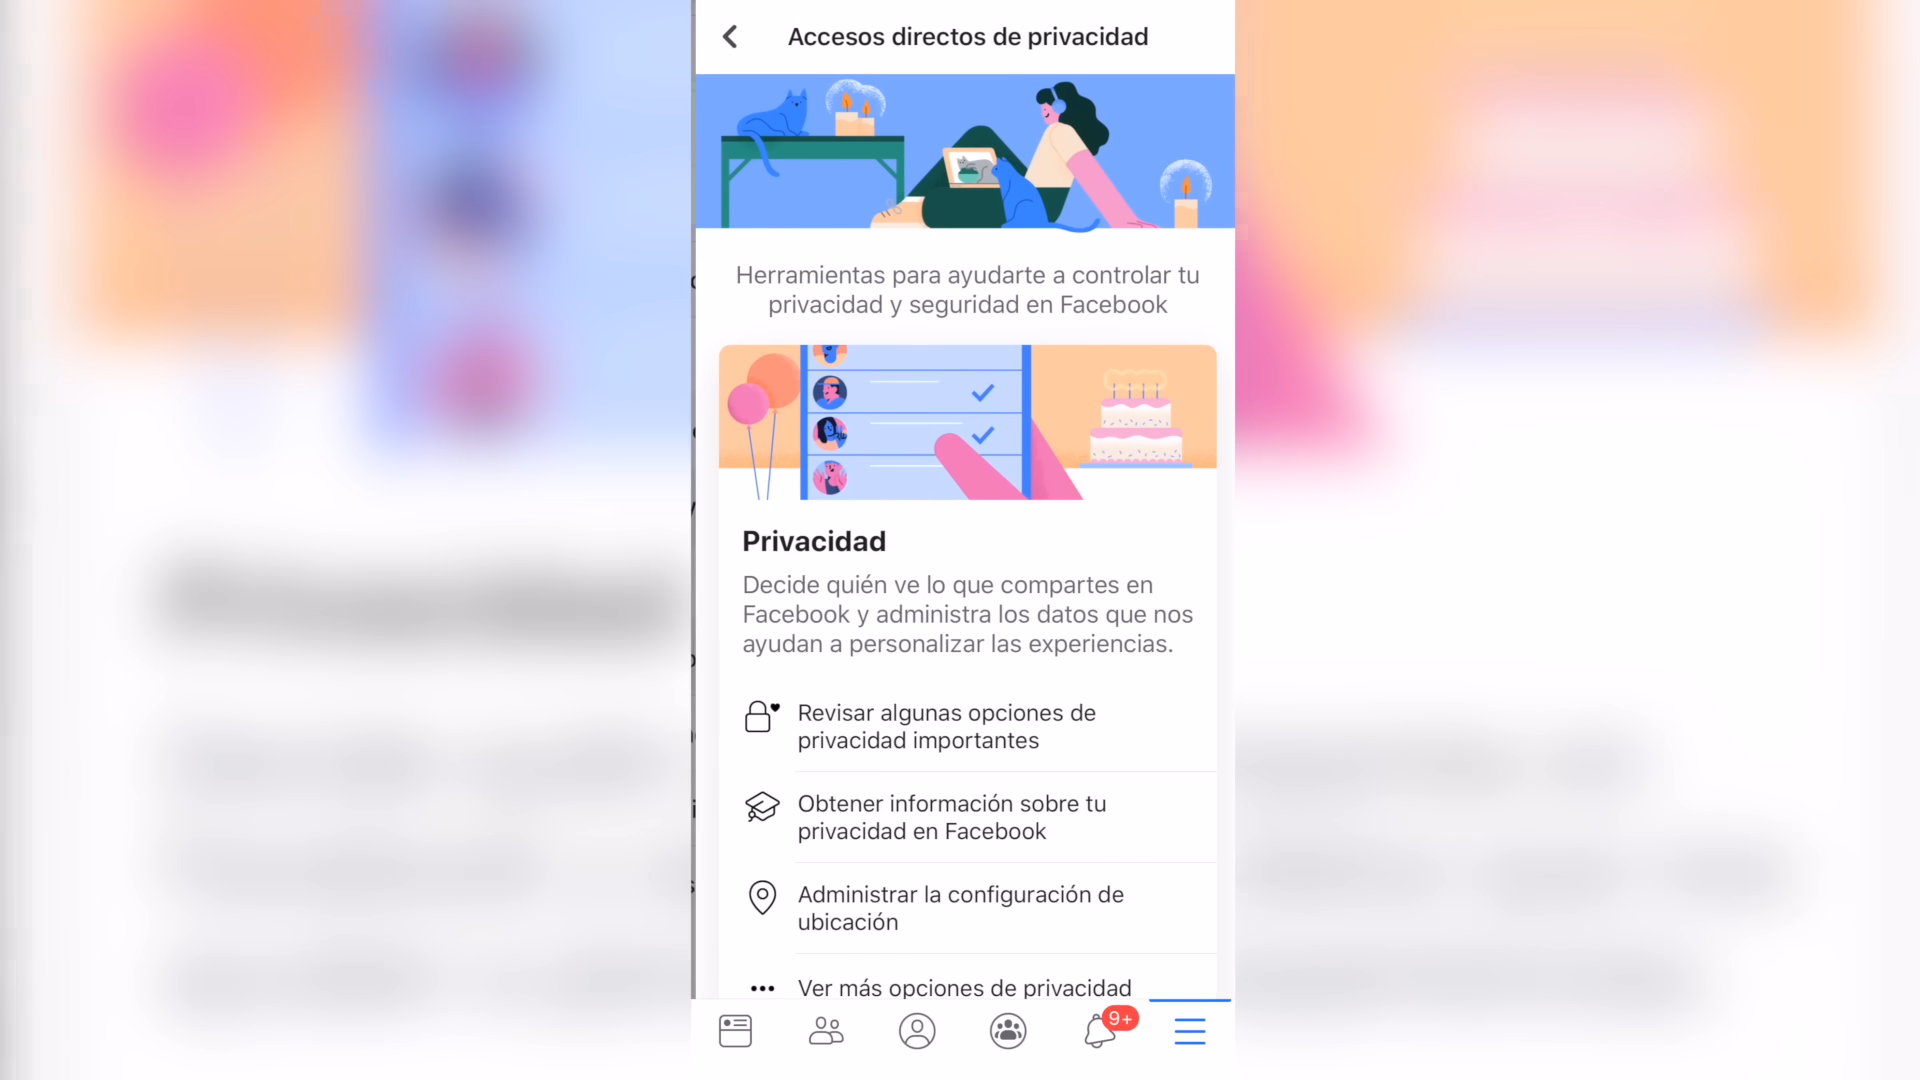 Accesos directos de privacidad
Herramientas para ayudarte a controlar tu
privacidad y seguridad en Facebook
Privacidad
Decide quién ve lo que compartes en
Facebook y administra los datos que nos
ayudan a personalizar las experiencias.
Revisar algunas opciones de
privacidad importantes
Obtener información sobre tu
privacidad en Facebook
Administrar la configuración de
ubicación
Ver más opciones de privacidad
9+